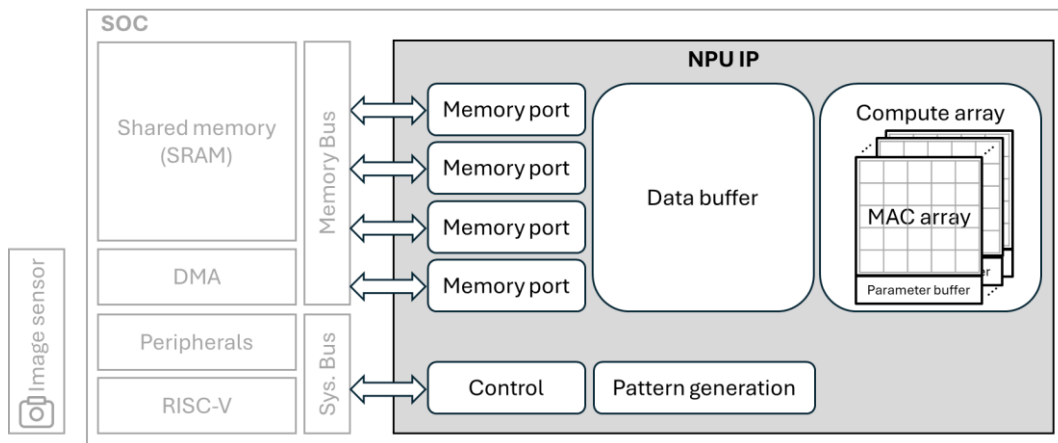 SOC
Shared memory
(SRAM)
DMA
Peripherals
RISC-V
Memory Bus
Sys. Bus
Image sensor
NPU IP
Memory port
Memory port
Memory port
Memory port
Data buffer
Compute array
MAC array
Parameter buffer
Control
Pattern generation